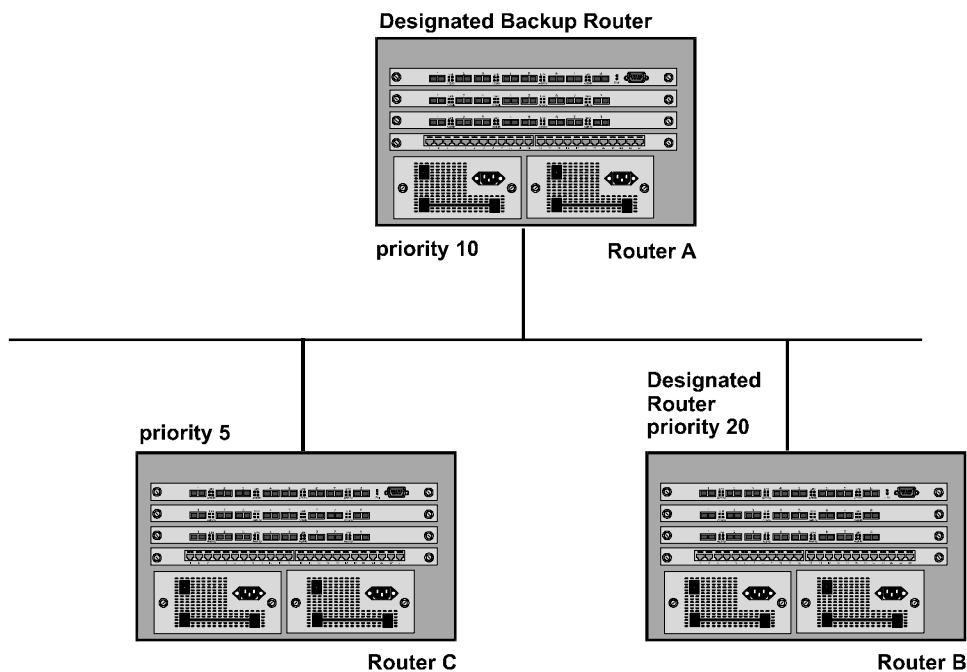 Designated Backup Router
priority 10
Router A
Designated
Router
priority 20
priority 5
Router C
Router B